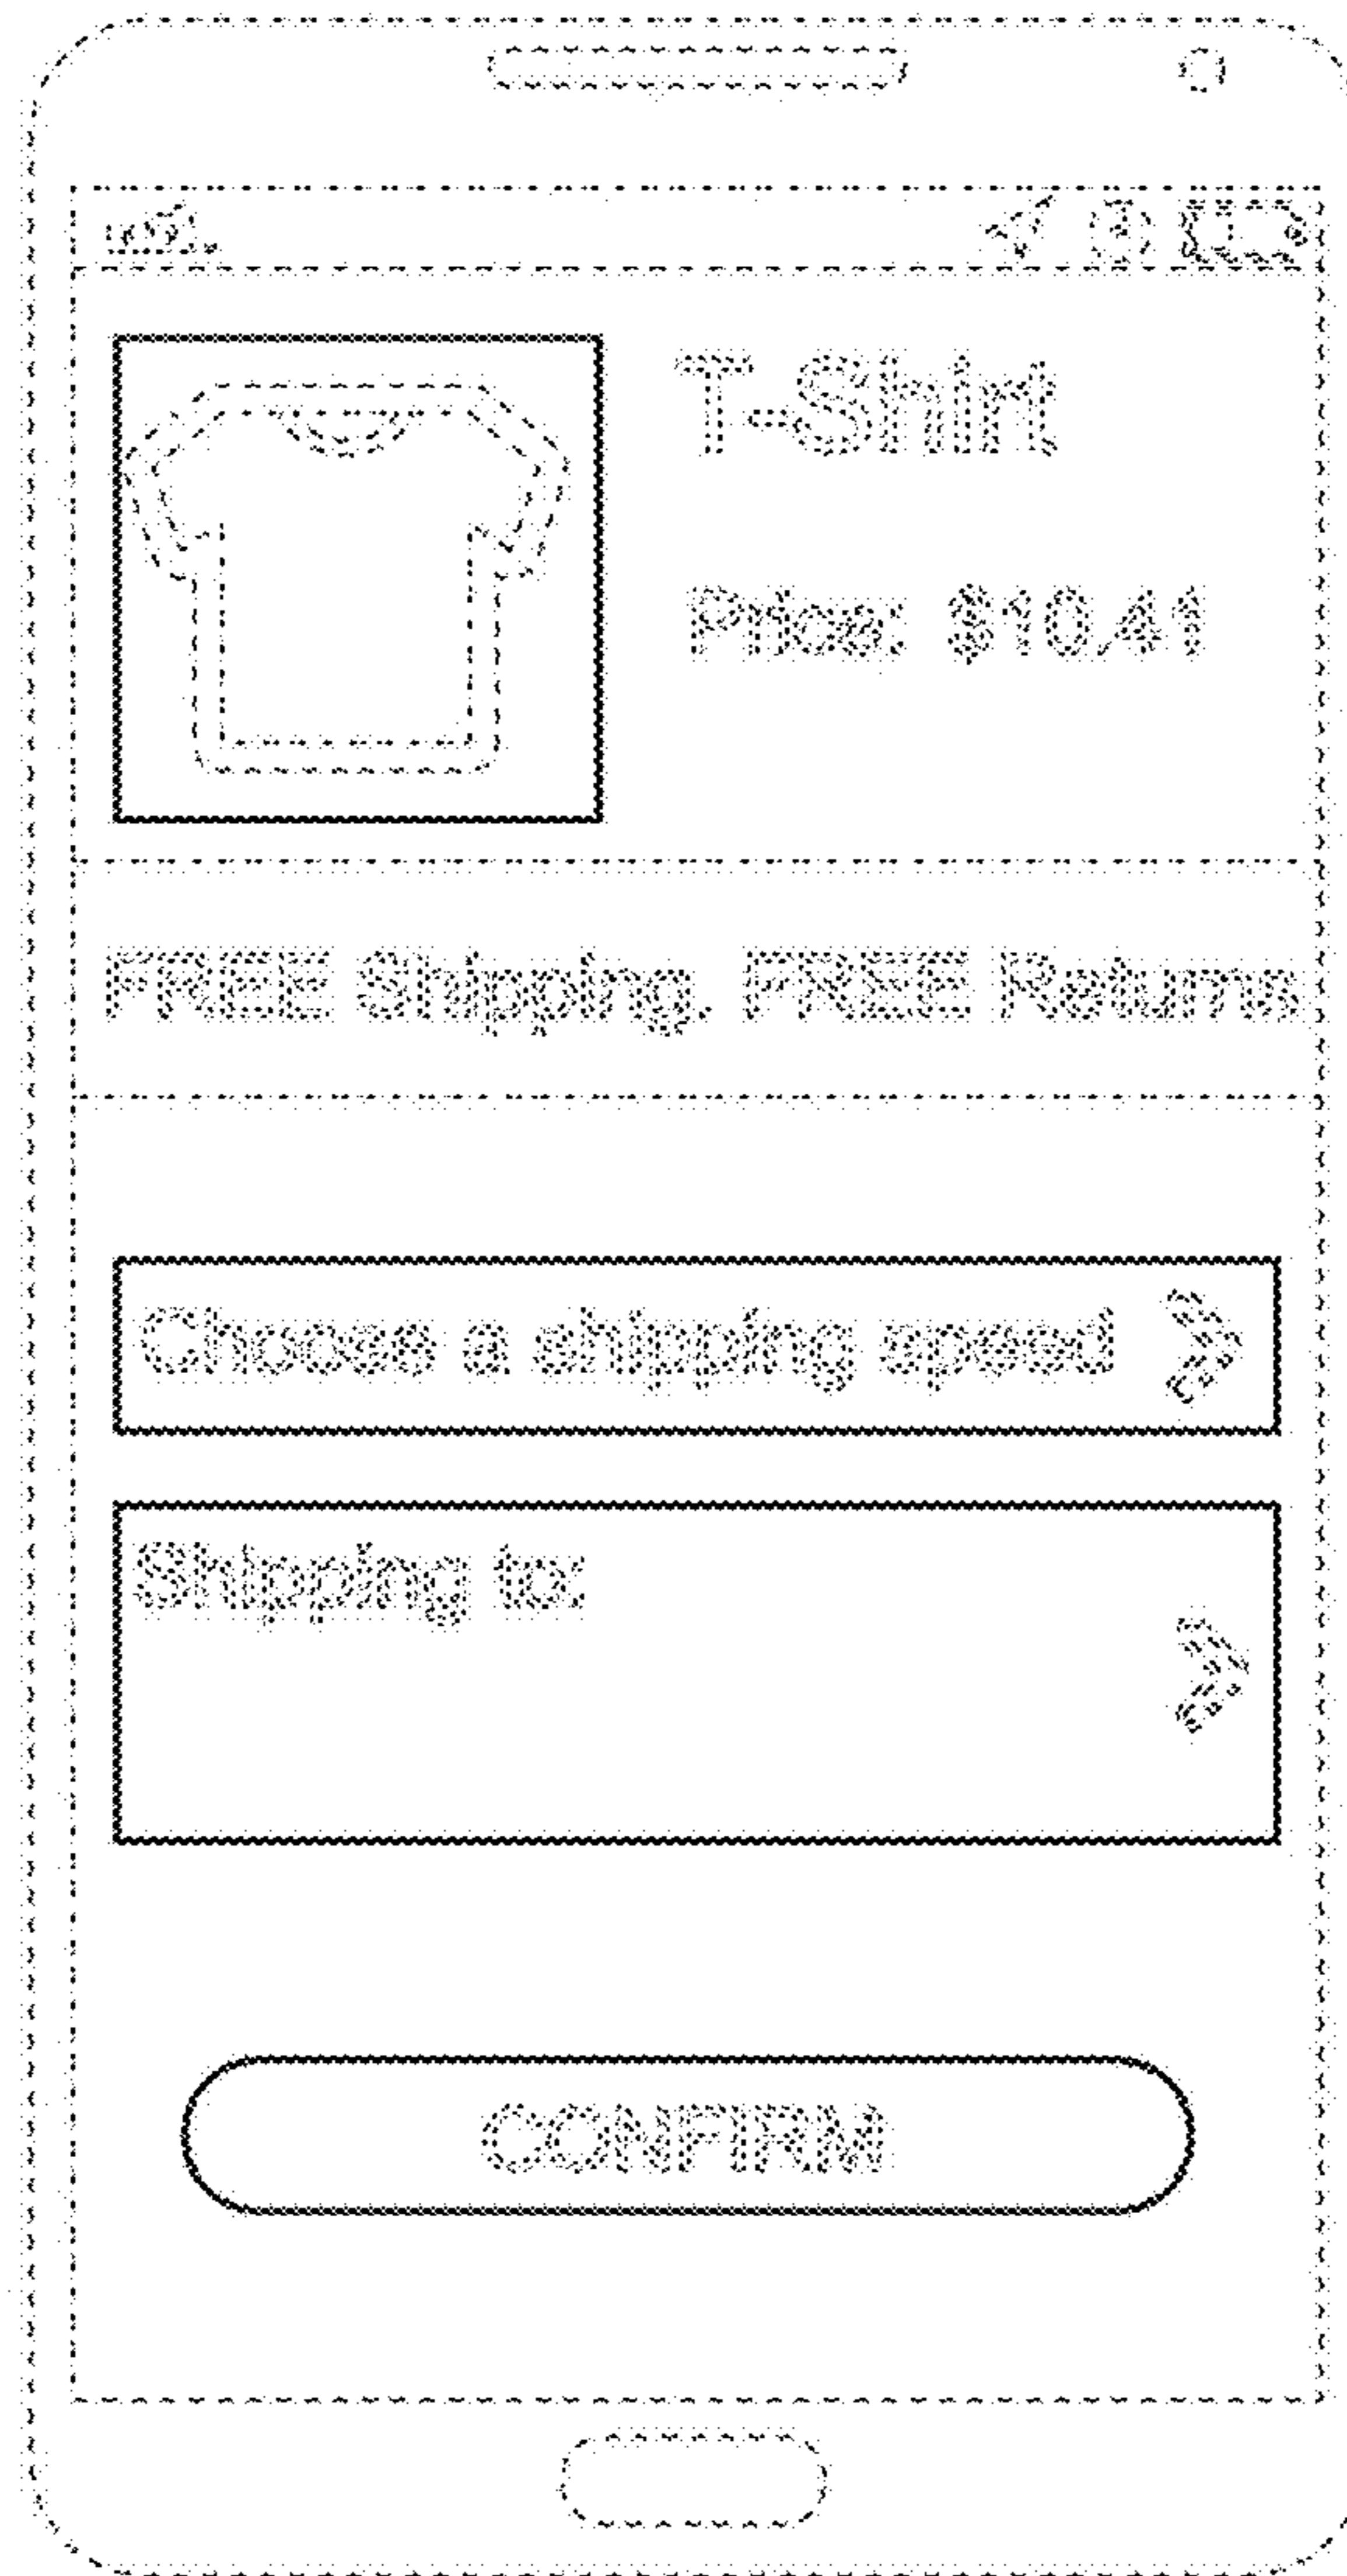 T-Shirt
Price: $10.41
FREE Shipping. FREE Returns
Choose a shipping speed
Shipping to:
CONFIRM